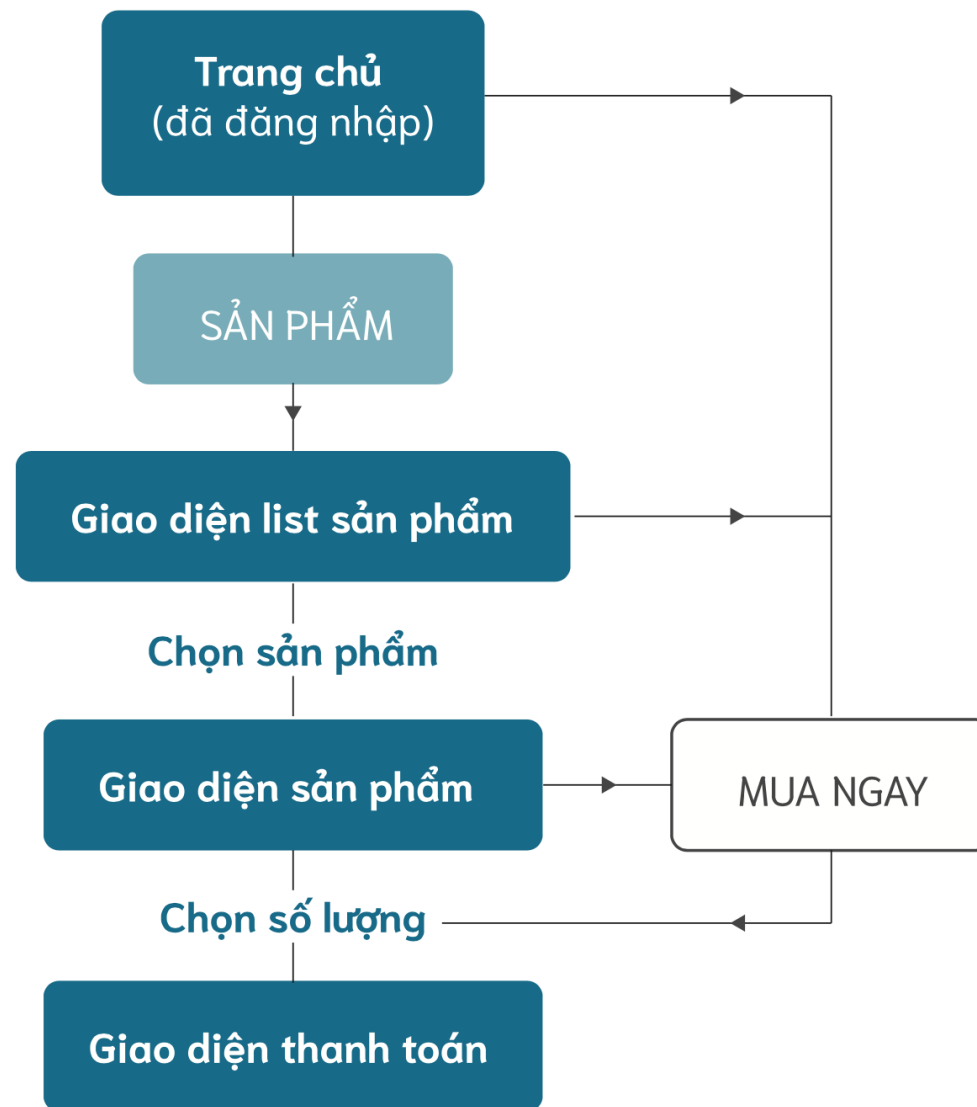 Trang chủ
(đã đăng nhập)
SẢN PHẨM
Giao diện list sản phẩm
Chọn sản phẩm
Giao diện sản phẩm
MUA NGAY
Chọn số lượng
Giao diện thanh toán